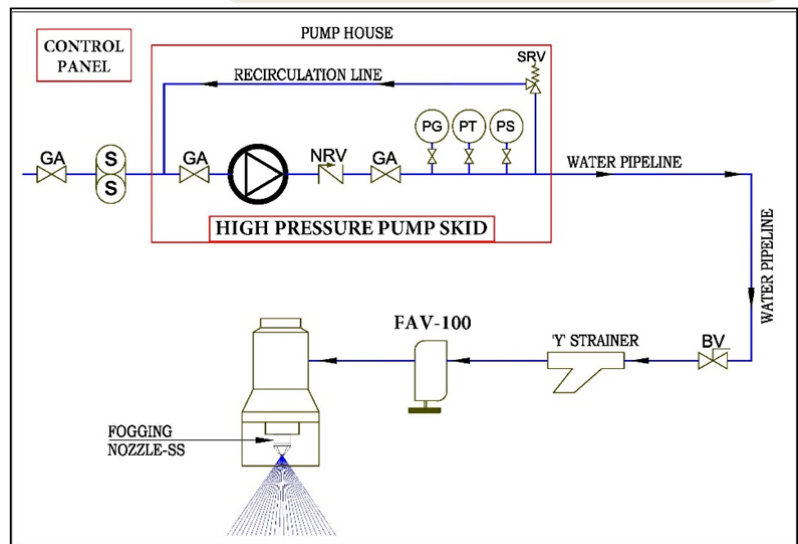 CONTROL
PANEL
PUMP HOUSE
RECIRCULATION LINE
SRV
PG
PT
PS
GA
S
S
GA
NRV
GA
WATER PIPELINE
HIGH PRESSURE PUMP SKID
WATER PIPELINE
FAV-100
'Y' STRAINER
BV
FOGGING
NOZZLE-SS